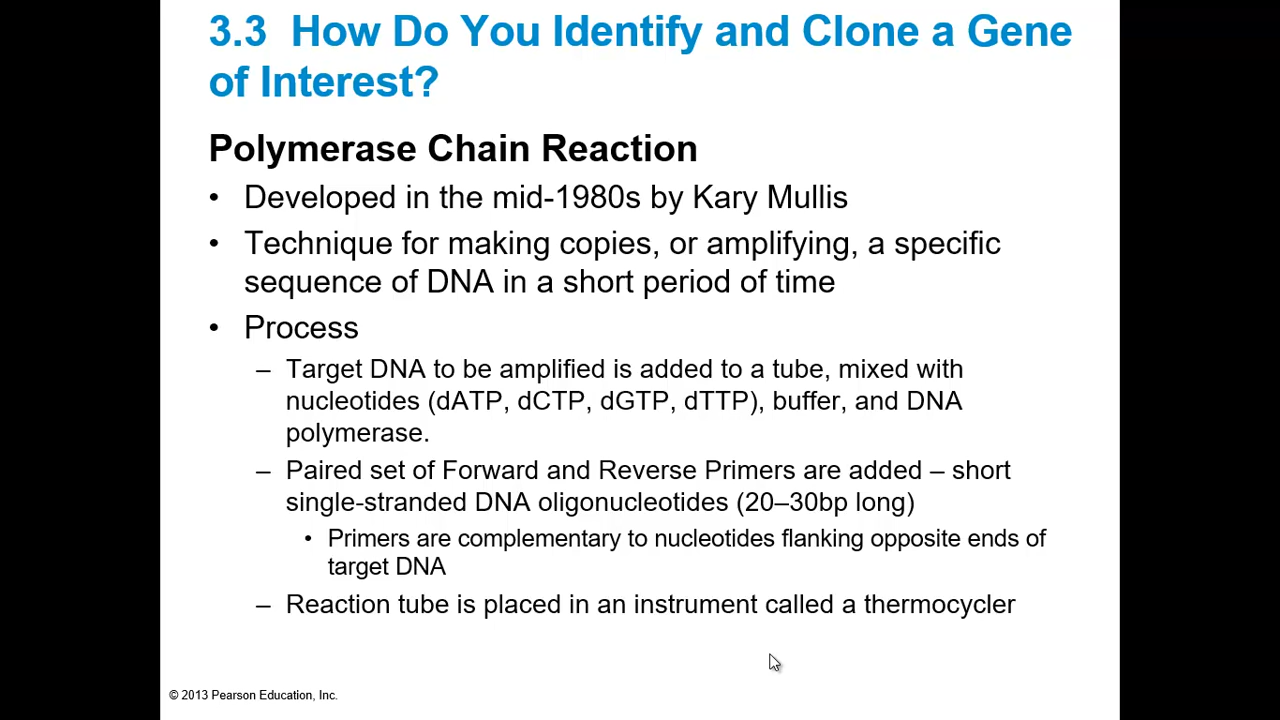 3.3 How Do You Identify and Clone a Gene
of Interest?
Polymerase Chain Reaction
• Developed in the mid-1980s by Kary Mullis
• Technique for making copies, or amplifying, a specific
sequence of DNA in a short period of time
• Process
– Target DNA to be amplified is added to a tube, mixed with
nucleotides (dATP, dCTP, dGTP, dTTP), buffer, and DNA
polymerase.
– Paired set of Forward and Reverse Primers are added – short
single-stranded DNA oligonucleotides (20–30bp long)
• Primers are complementary to nucleotides flanking opposite ends of
target DNA
– Reaction tube is placed in an instrument called a thermocycler
© 2013 Pearson Education, Inc.